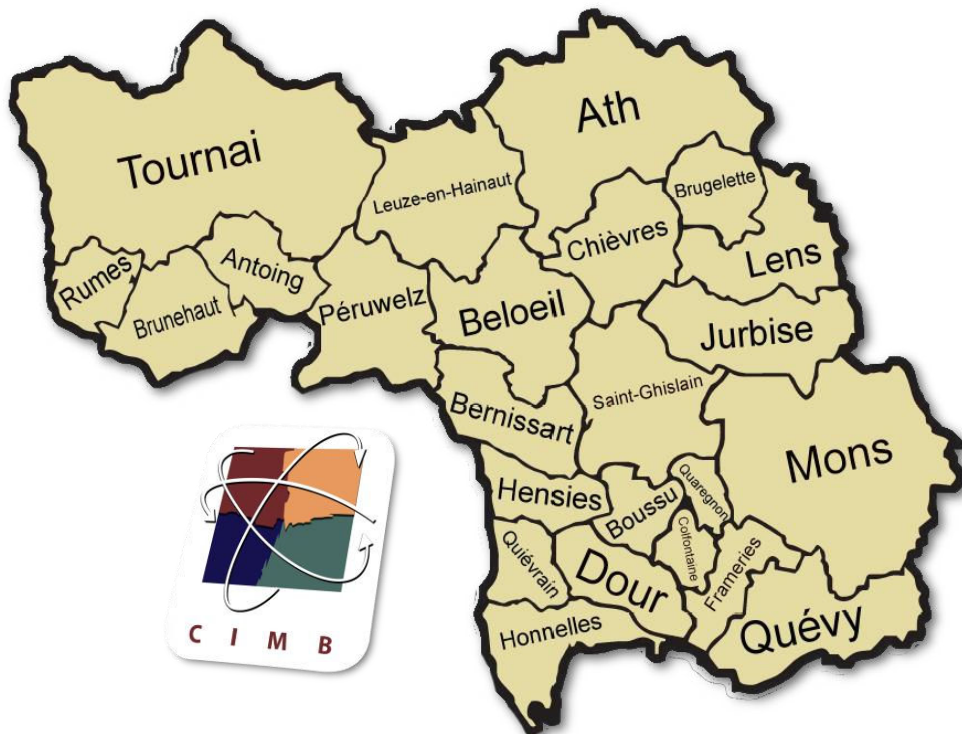 Ath
Tournai
Brugelette
Leuze-en-Hainaut
Chièvres
Lens
Rumes
Antoing
Brunehaut
Péruwelz
Beloeil
Jurbise
Saint-Ghislain
Bernissart
Mons
Hensies
Boussu
Quaregnon
Quiévrain
Dour
Colfontaine
Frameries
Honnelles
Quévy
C I M B